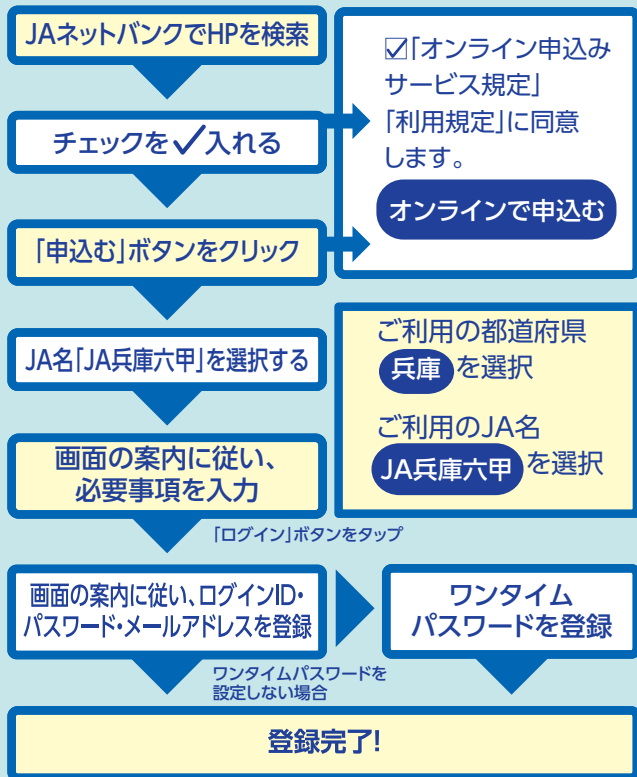 JAネットバンクでHPを検索
チェックを✓入れる
☑「オンライン申込み
サービス規定」
「利用規定」に同意
します。
オンラインで申込む
「申込む」ボタンをクリック
JA名「JA兵庫六甲」を選択する
ご利用の都道府県
兵庫 を選択
ご利用のJA名
JA兵庫六甲 を選択
画面の案内に従い、
必要事項を入力
「ログイン」ボタンをタップ
画面の案内に従い、ログインID・
パスワード・メールアドレスを登録
ワンタイム
パスワードを登録
ワンタイムパスワードを
設定しない場合
登録完了!